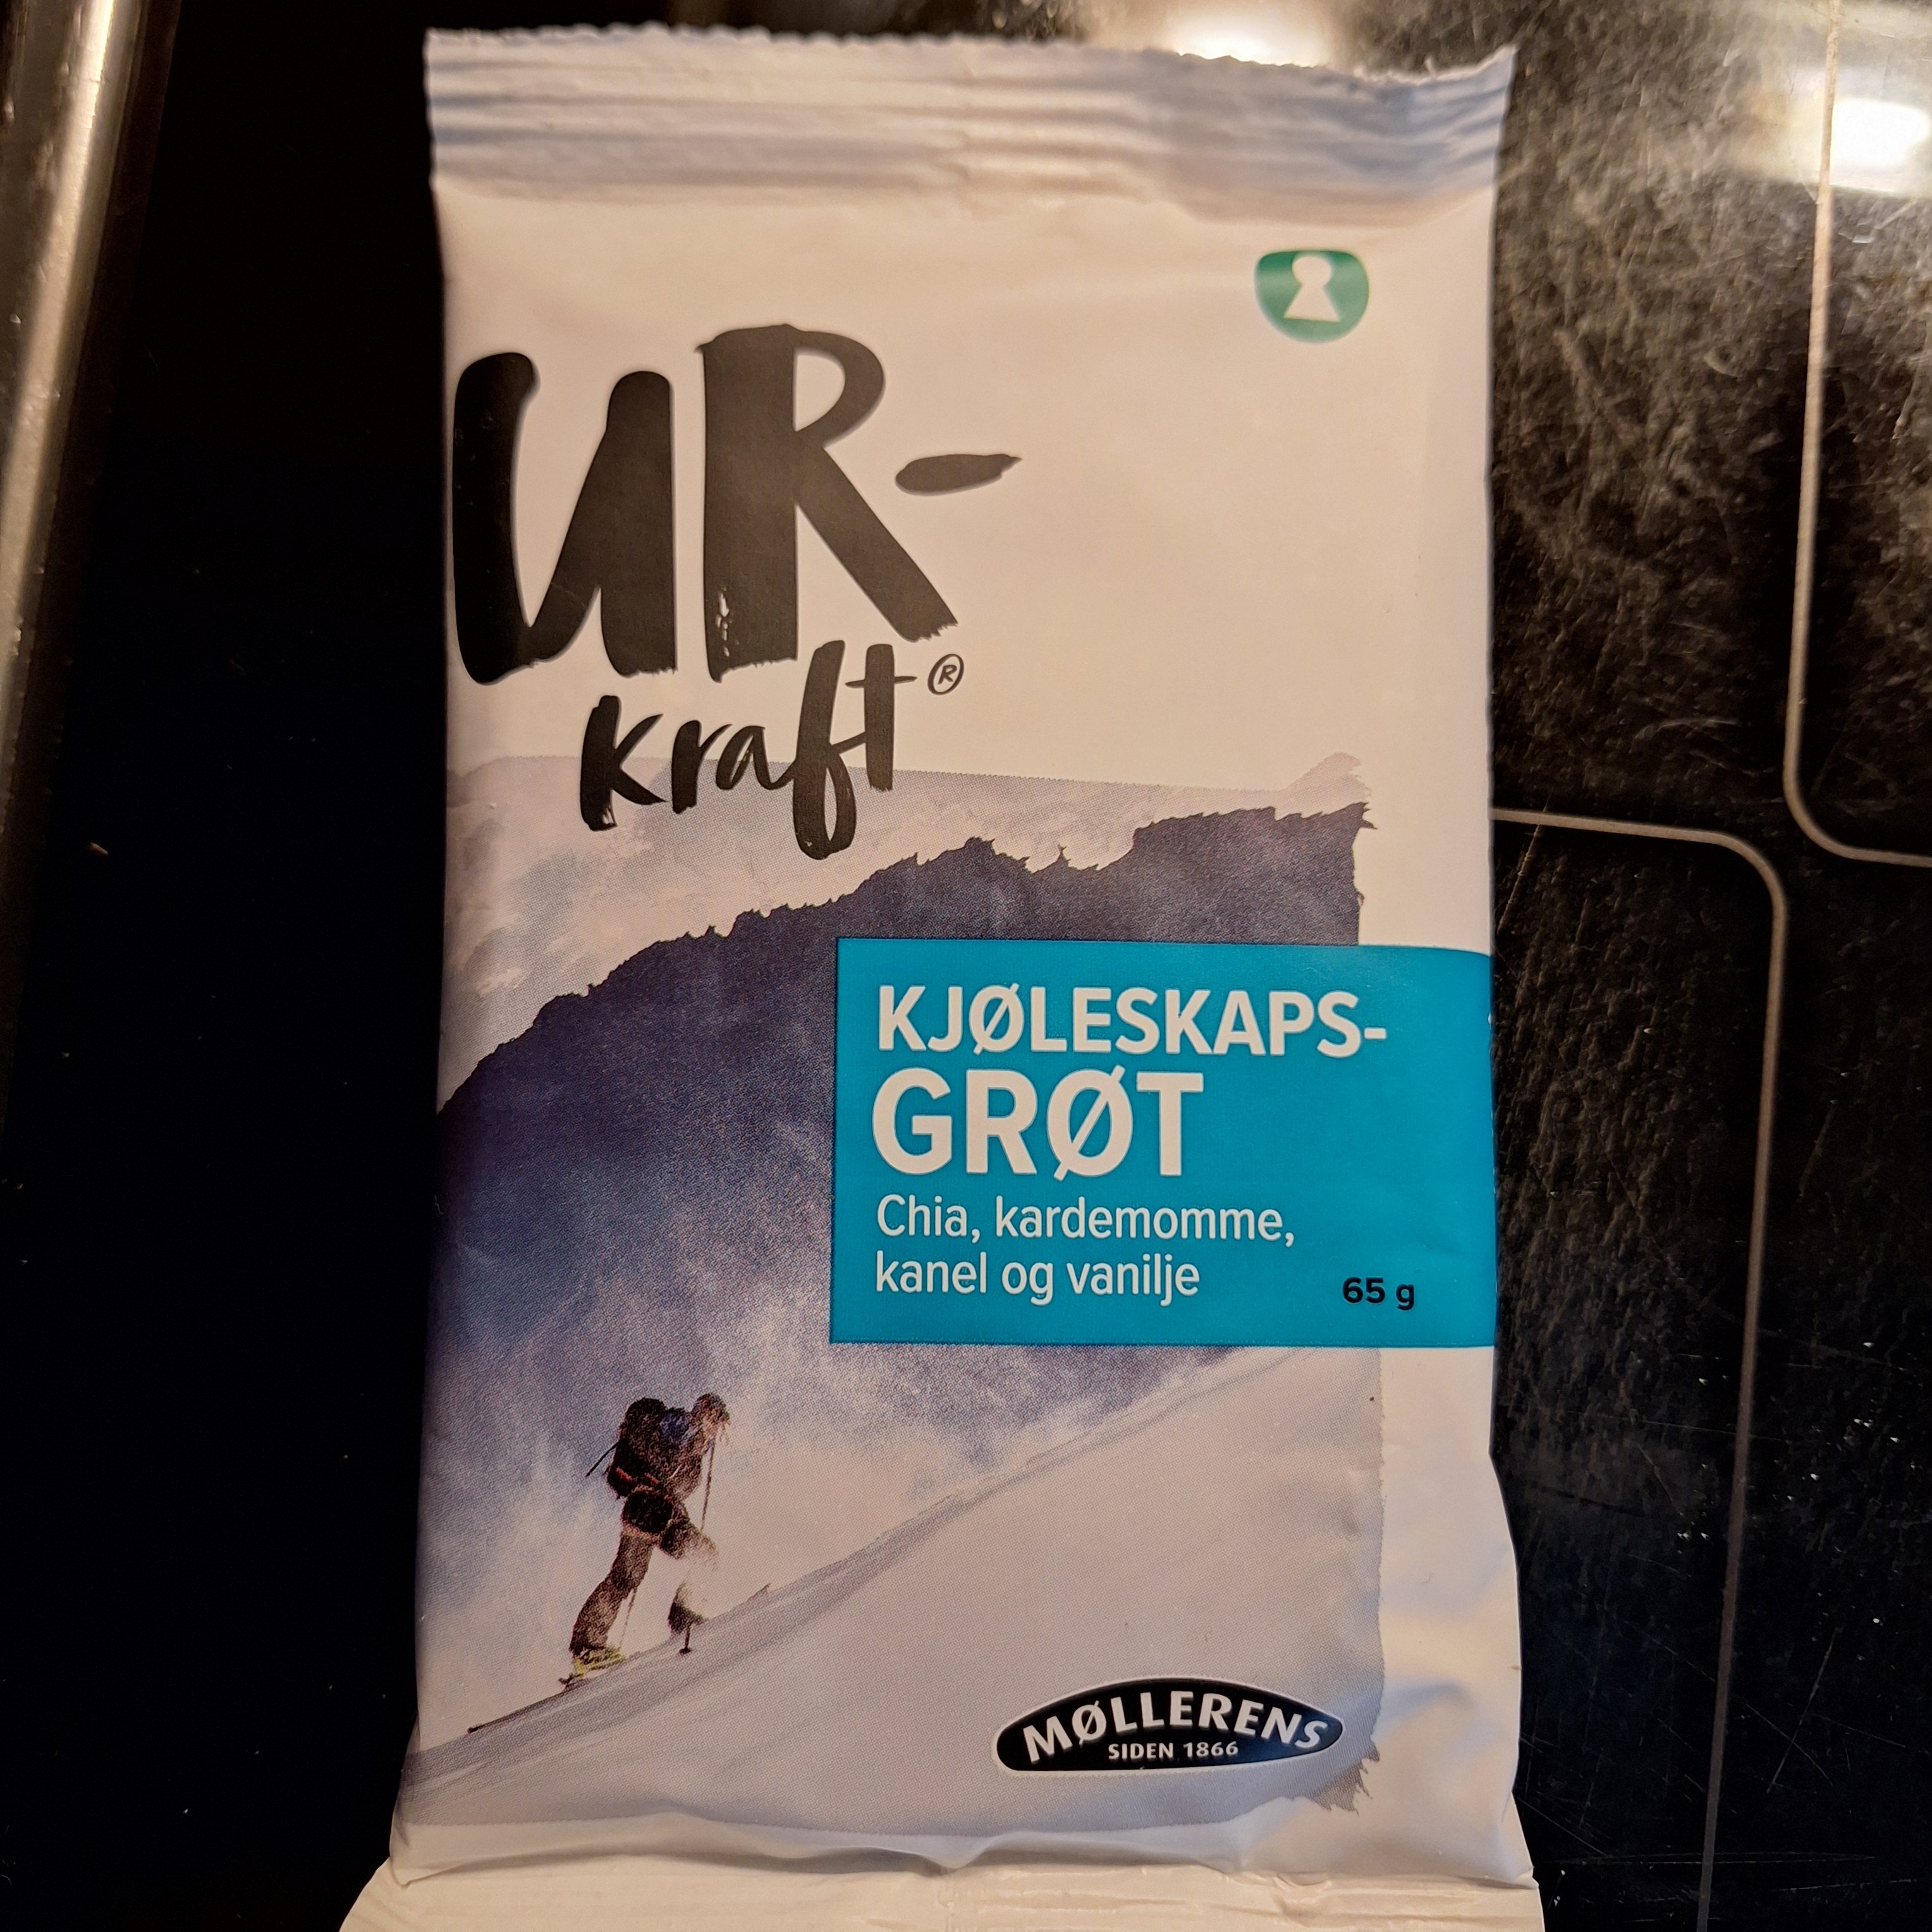 UR-
kraft®
KJØLESKAPS-
GRØT
Chia, kardemomme,
kanel og vanilje
65 g
MØLLERENS
SIDEN 1866